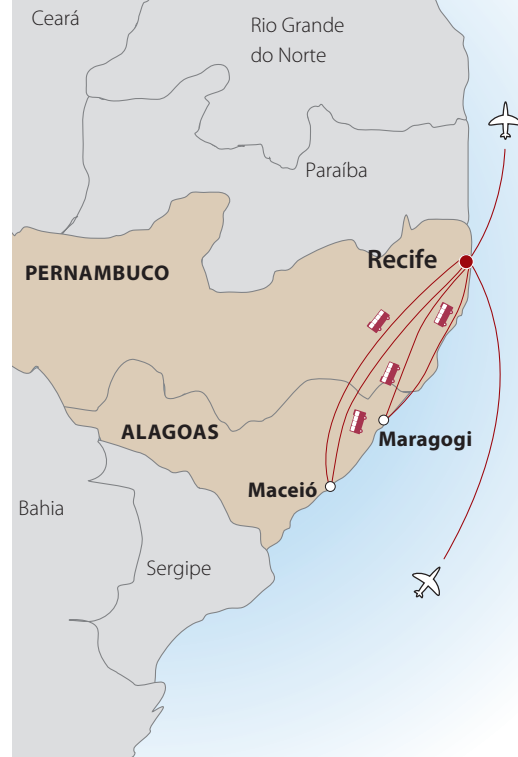 Ceará
Rio Grande
do Norte
Paraíba
Recife
PERNAMBUCO
ALAGOAS
Maragogi
Maceió
Bahia
Sergipe